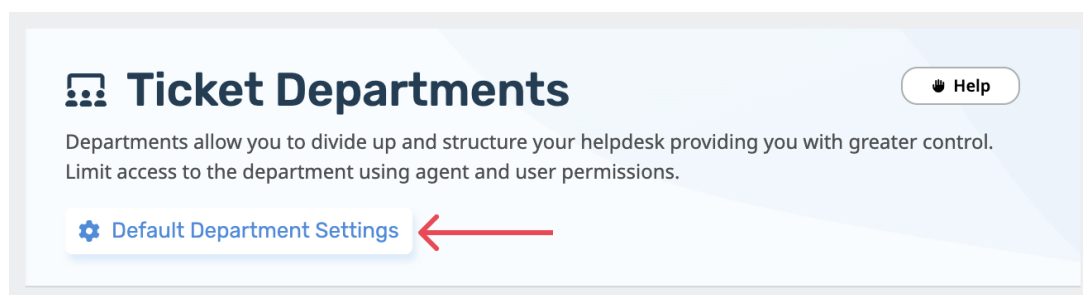 Ticket Departments
Help
Departments allow you to divide up and structure your helpdesk providing you with greater control.
Limit access to the department using agent and user permissions.
Default Department Settings